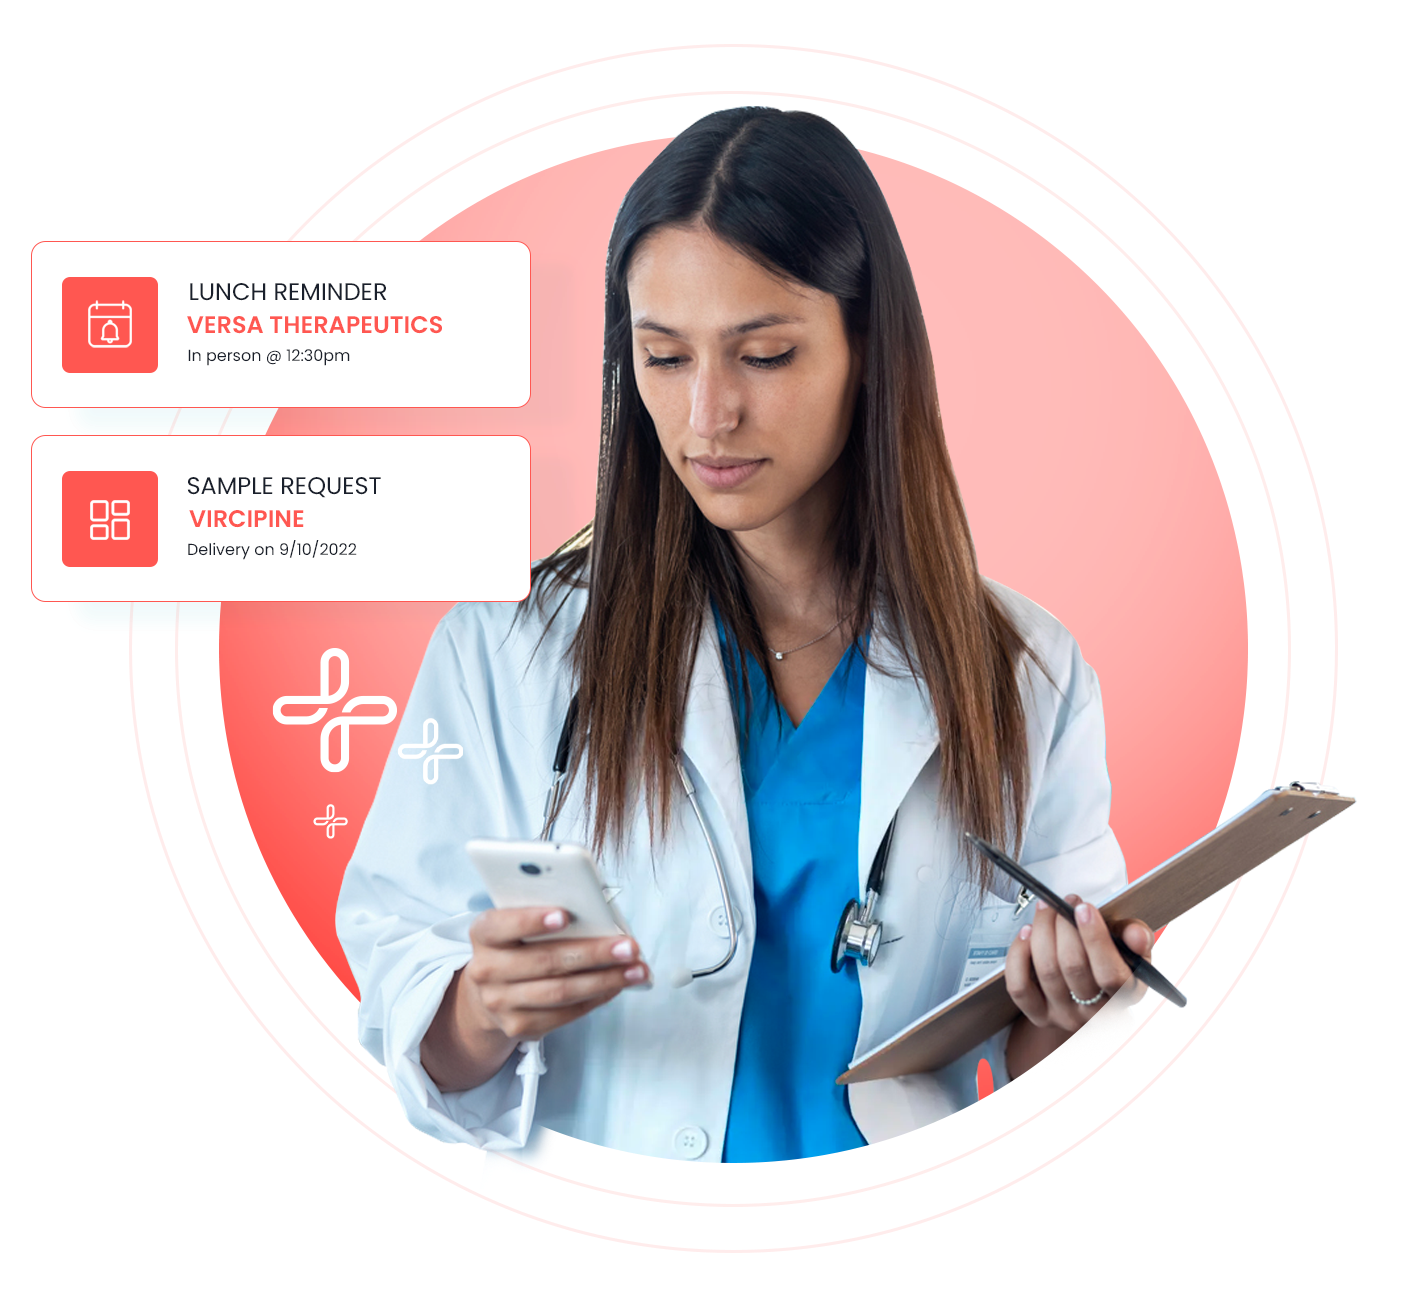 LUNCH REMINDER
VERSA THERAPEUTICS
In person @ 12:30pm
SAMPLE REQUEST
VIRCIPINE
Delivery on 9/10/2022